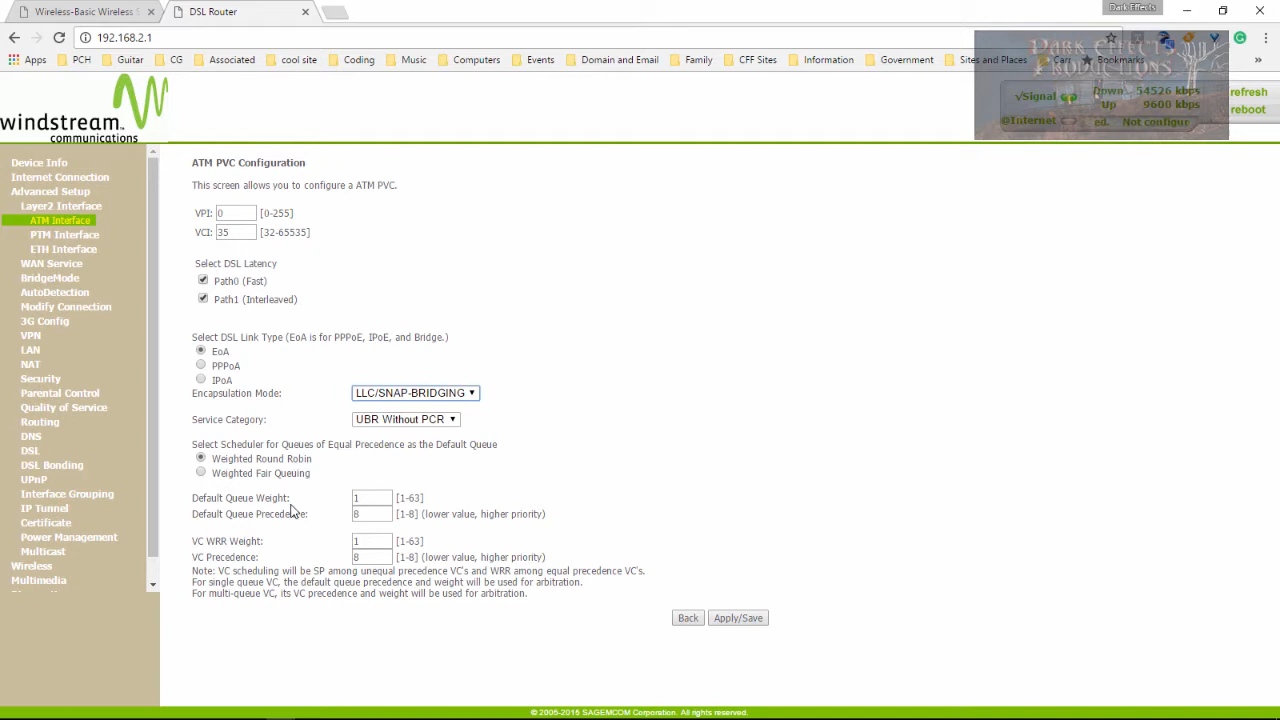 Wireless-Basic Wireless S
DSL Router
Dark Effects
192.168.2.1
Apps
PCH
Guitar
CG
Associated
cool site
Coding
Music
Computers
Events
Domain and Email
Family
CFF Sites
Information
Government
Sites and Places
Cart
Bookmarks
DARK EFFECTS
PRODUCTIONS
windstream
communications
√Signal
Down 54526 kbps
Up 9600 kbps
@Internet
ed. Not configur
refresh
reboot
Device Info
Internet Connection
Advanced Setup
Layer2 Interface
ATM Interface
PTM Interface
ETH Interface
WAN Service
BridgeMode
AutoDetection
Modify Connection
3G Config
VPN
LAN
NAT
Security
Parental Control
Quality of Service
Routing
DNS
DSL
DSL Bonding
UPnP
Interface Grouping
IP Tunnel
Certificate
Power Management
Multicast
Wireless
Multimedia
ATM PVC Configuration
This screen allows you to configure a ATM PVC.
VPI: 0 [0-255]
VCI: 35 [32-65535]
Select DSL Latency
Path0 (Fast)
Path1 (Interleaved)
Select DSL Link Type (EoA is for PPPoE, IPoE, and Bridge.)
EoA
PPPoA
IPoA
Encapsulation Mode: LLC/SNAP-BRIDGING
Service Category: UBR Without PCR
Select Scheduler for Queues of Equal Precedence as the Default Queue
Weighted Round Robin
Weighted Fair Queuing
Default Queue Weight: 1 [1-63]
Default Queue Precedence: 8 [1-8] (lower value, higher priority)
VC WRR Weight: 1 [1-63]
VC Precedence: 8 [1-8] (lower value, higher priority)
Note: VC scheduling will be SP among unequal precedence VC's and WRR among equal precedence VC's.
For single queue VC, the default queue precedence and weight will be used for arbitration.
For multi-queue VC, its VC precedence and weight will be used for arbitration.
Back
Apply/Save
© 2005-2015 SAGEMCOM Corporation. All rights reserved.